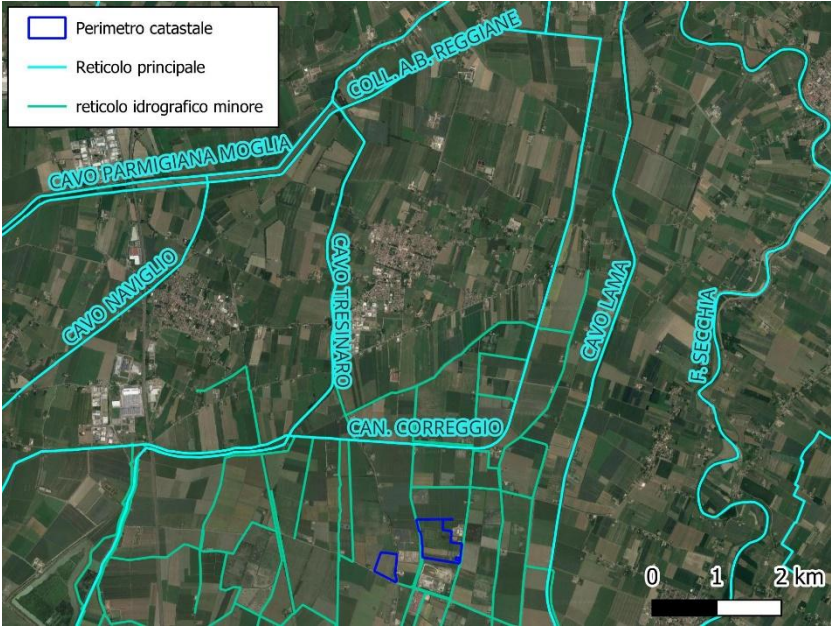 Perimetro catastale
Reticolo principale
reticolo idrografico minore
COLL. A.B. REGGIANE
CAVO PARMIGIANA MOGLIA
CAVO NAVIGLIO
CAVO TRESINARO
CAVO LAMA
F. SECCHIA
CAN. CORREGGIO
0 1 2 km